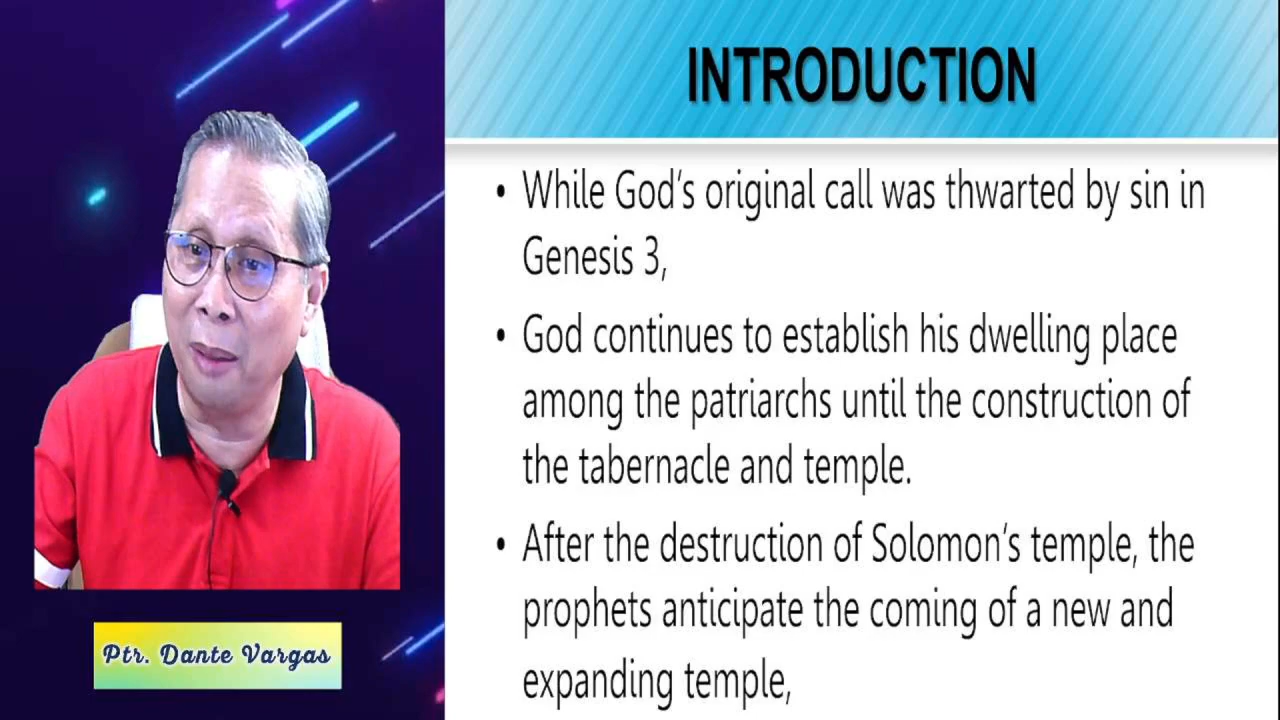 INTRODUCTION
• While God's original call was thwarted by sin in
Genesis 3,
• God continues to establish his dwelling place
among the patriarchs until the construction of
the tabernacle and temple.
• After the destruction of Solomon's temple, the
prophets anticipate the coming of a new and
expanding temple,
Ptr. Dante Vargas